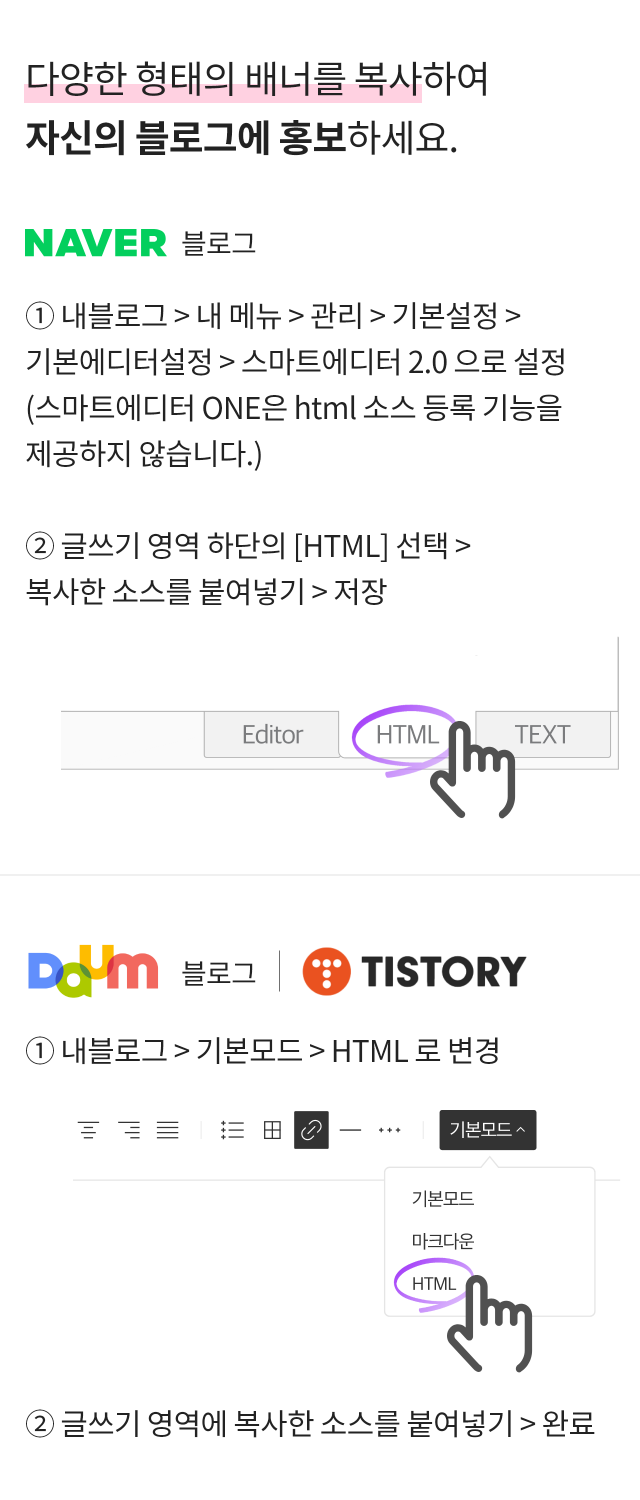 다양한 형태의 배너를 복사하여
자신의 블로그에 홍보하세요.
NAVER 블로그
① 내블로그 > 내 메뉴 > 관리 > 기본설정 >
기본에디터설정 > 스마트에디터 2.0 으로 설정
(스마트에디터 ONE은 html 소스 등록 기능을
제공하지 않습니다.)
② 글쓰기 영역 하단의 [HTML] 선택 >
복사한 소스를 붙여넣기 > 저장
Editor HTML TEXT
Daum 블로그 | TISTORY
① 내블로그 > 기본모드 > HTML 로 변경
기본모드
기본모드
마크다운
HTML
② 글쓰기 영역에 복사한 소스를 붙여넣기 > 완료